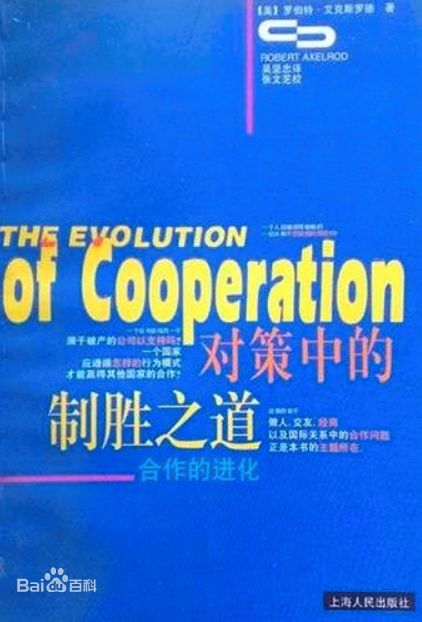 [美] 罗伯特·艾克斯罗德 著
ROBERT AXELROD
吴坚忠译
张文芝校
THE EVOLUTION
of Cooperation
濒于破产的公司以支持吗?
一个国家
应遵循怎样的行为模式
才能赢得其他国家的合作?
对策中的
制胜之道
做人、交友、经商
以及国际关系中的合作问题
正是本书的主题所在.
合作的进化
Bai 百科
上海人民出版社